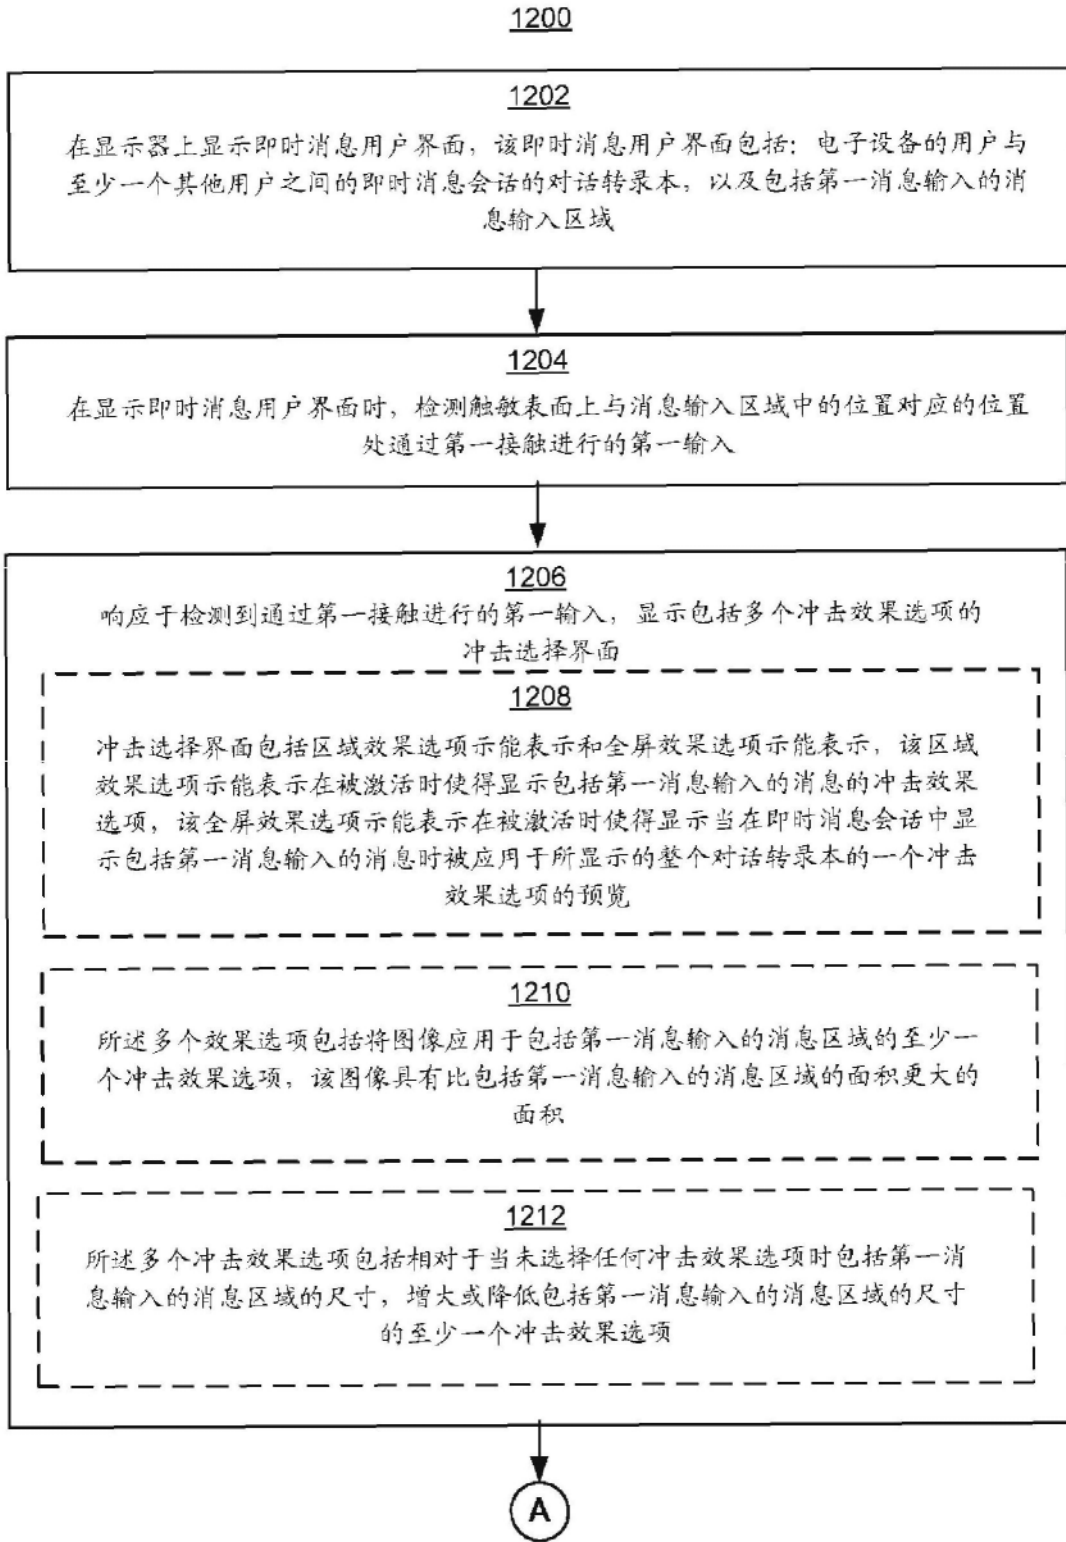 1200
1202
在显示器上显示即时消息用户界面，该即时消息用户界面包括：电子设备的用户与
至少一个其他用户之间的即时消息会话的对话转录本，以及包括第一消息输入的消
息输入区域
1204
在显示即时消息用户界面时，检测触敏表面上与消息输入区域中的位置对应的位置
处通过第一接触进行的第一输入
1206
响应于检测到通过第一接触进行的第一输入，显示包括多个冲击效果选项的
冲击选择界面
1208
冲击选择界面包括区域效果选项示能表示和全屏效果选项示能表示，该区域
效果选项示能表示在被激活时使得显示包括第一消息输入的消息的冲击效果
选项，该全屏效果选项示能表示在被激活时使得显示当在即时消息会话中显
示包括第一消息输入的消息时被应用于所显示的整个对话转录本的一个冲击
效果选项的预览
1210
所述多个效果选项包括将图像应用于包括第一消息输入的消息区域的至少一
个冲击效果选项，该图像具有比包括第一消息输入的消息区域的面积更大的
面积
1212
所述多个冲击效果选项包括相对于当未选择任何冲击效果选项时包括第一消
息输入的消息区域的尺寸，增大或降低包括第一消息输入的消息区域的尺寸
的至少一个冲击效果选项
A